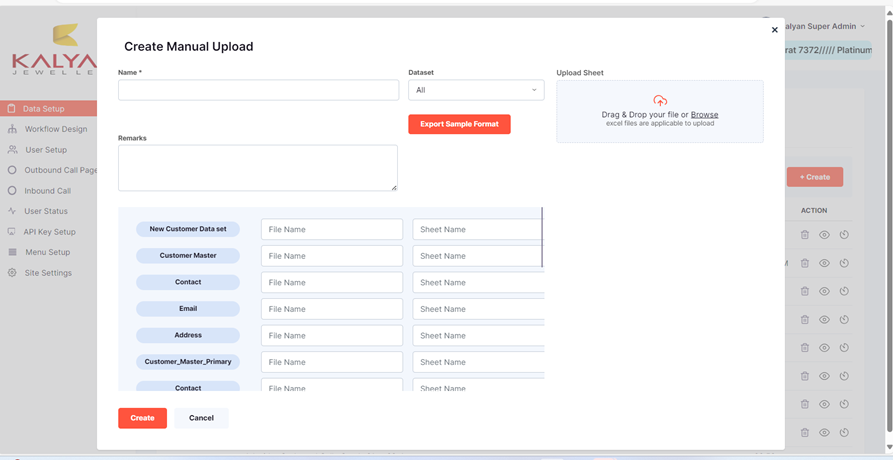 Create Manual Upload
alyan Super Admin
rat 7372///// Platinum
KALYA
JEWELLE
Data Setup
Workflow Design
User Setup
Outbound Call Page
Inbound Call
User Status
API Key Setup
Menu Setup
Site Settings
Name *
Dataset
All
Export Sample Format
Upload Sheet
Drag & Drop your file or Browse
excel files are applicable to upload
Remarks
New Customer Data set File Name Sheet Name
Customer Master File Name Sheet Name
Contact File Name Sheet Name
Email File Name Sheet Name
Address File Name Sheet Name
Customer_Master_Primary File Name Sheet Name
Contact File Name Sheet Name
Create Cancel
+ Create
ACTION
M